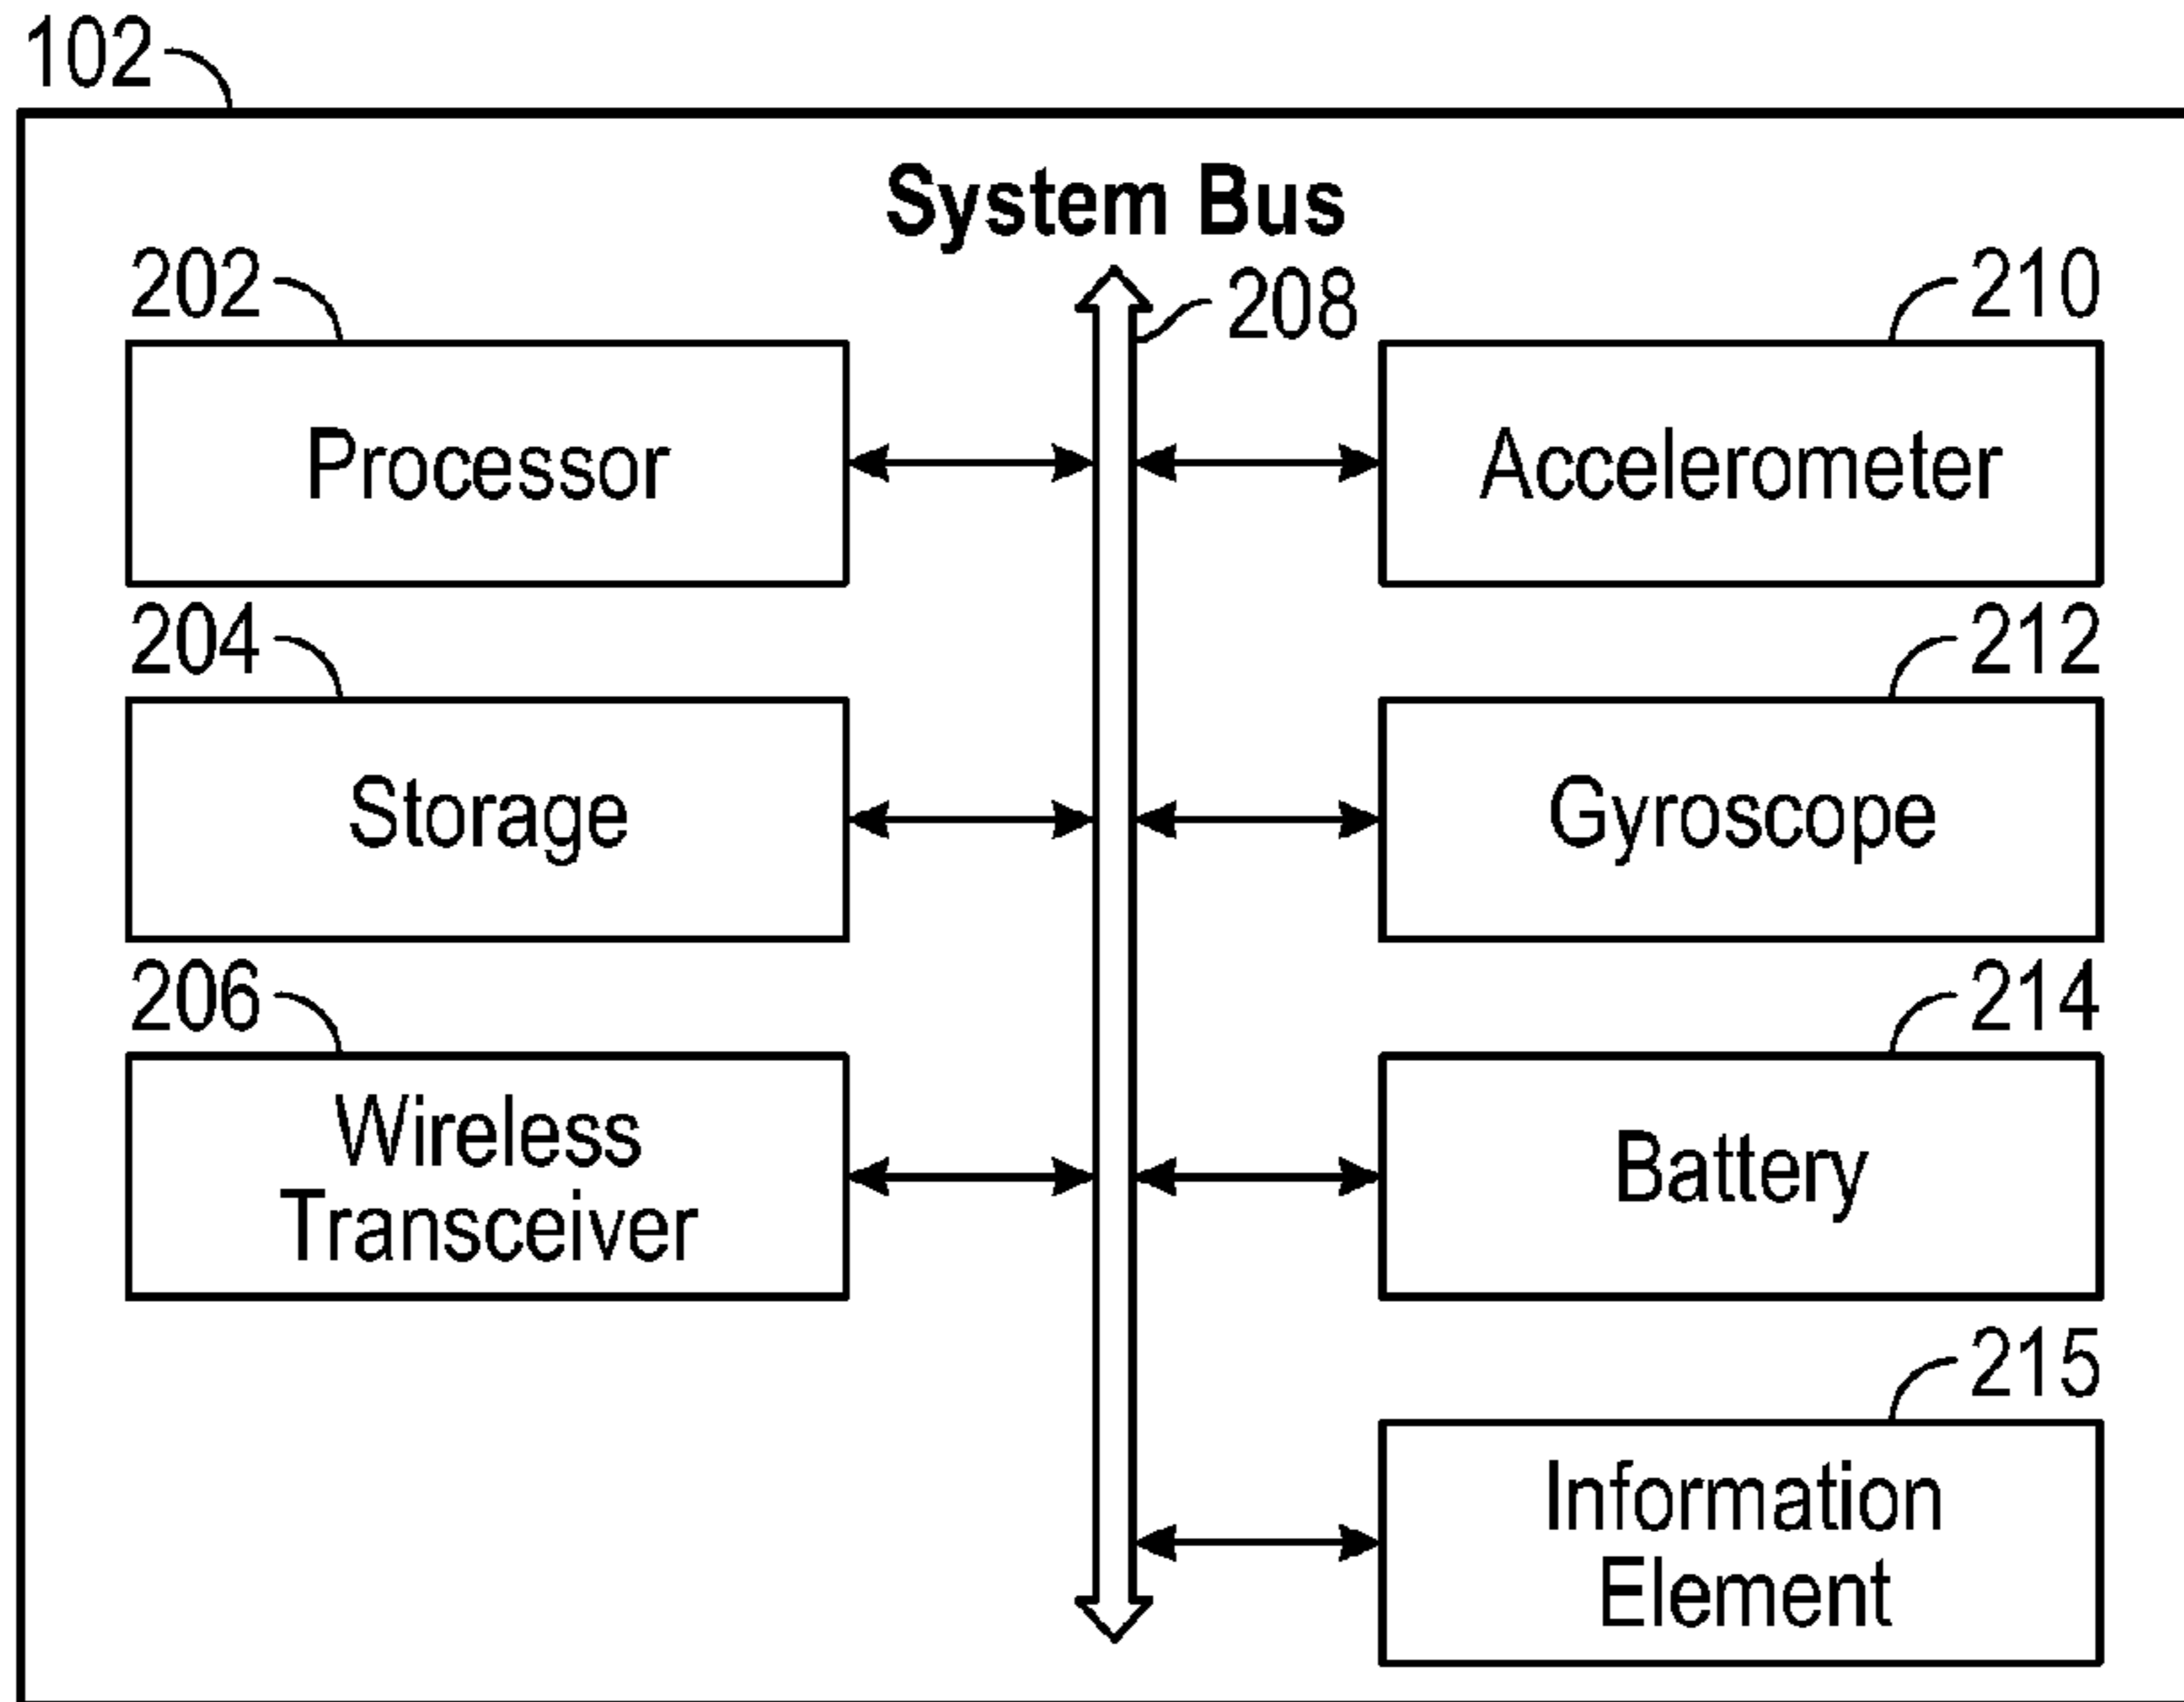 102
System Bus
202
208
210
Processor
Accelerometer
204
212
Storage
Gyroscope
206
214
Wireless
Transceiver
Battery
215
Information
Element